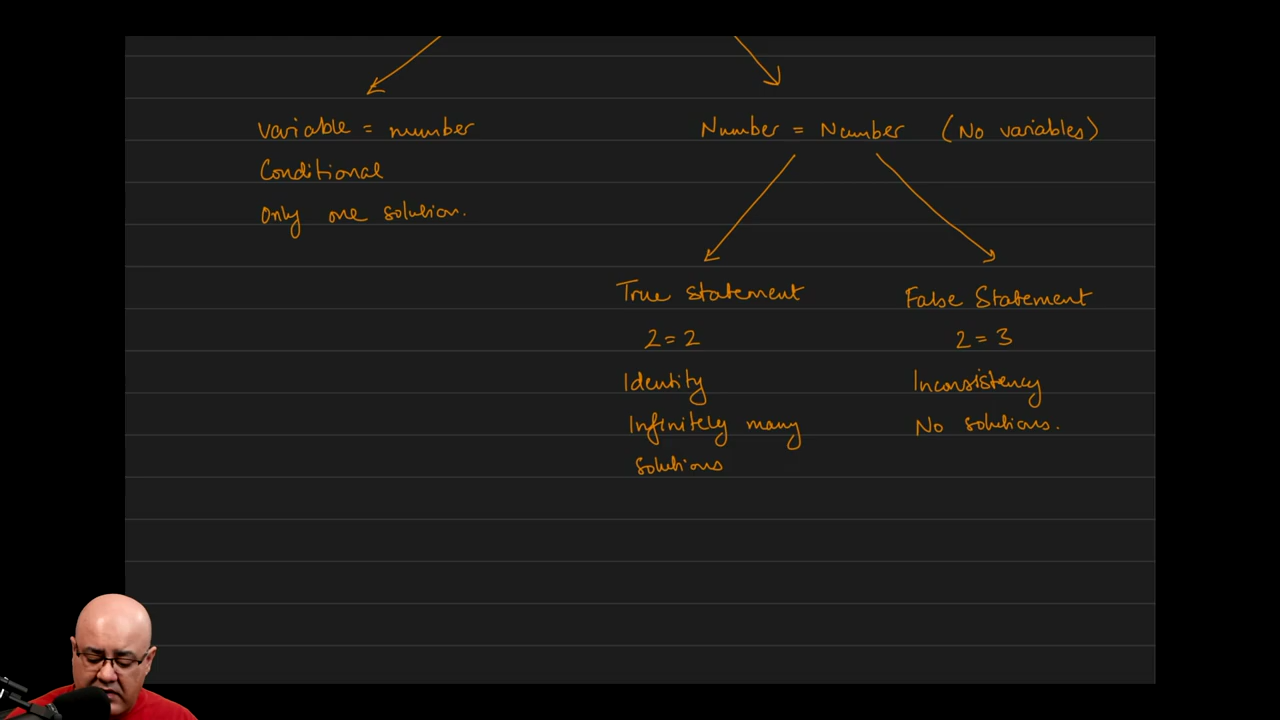 variable = number
Conditional
Only one solution.
Number = Number (No variables)
True statement
2 = 2
Identity
Infinitely many
solutions
False Statement
2 = 3
Inconsistency
No solutions.